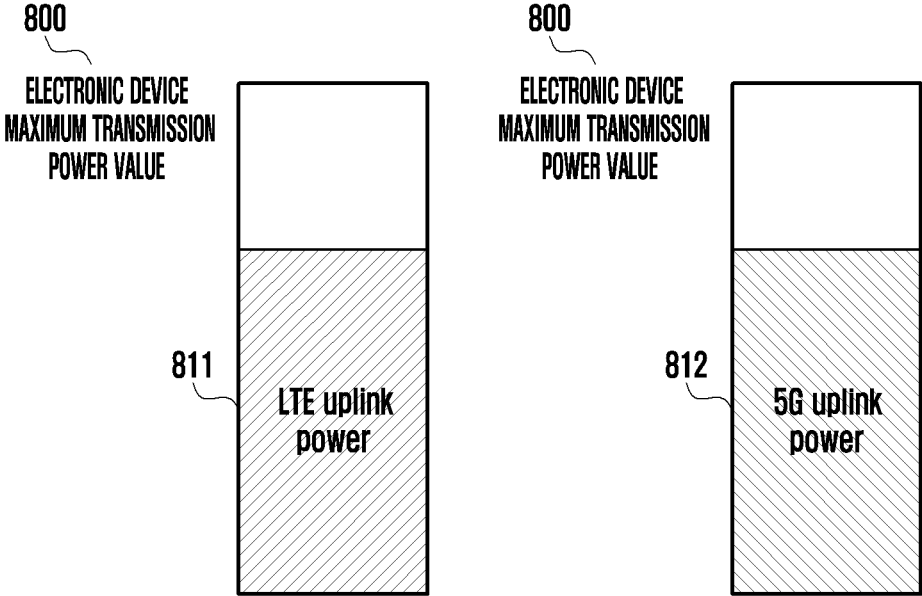 800
ELECTRONIC DEVICE
MAXIMUM TRANSMISSION
POWER VALUE
811
LTE uplink
power
800
ELECTRONIC DEVICE
MAXIMUM TRANSMISSION
POWER VALUE
812
5G uplink
power